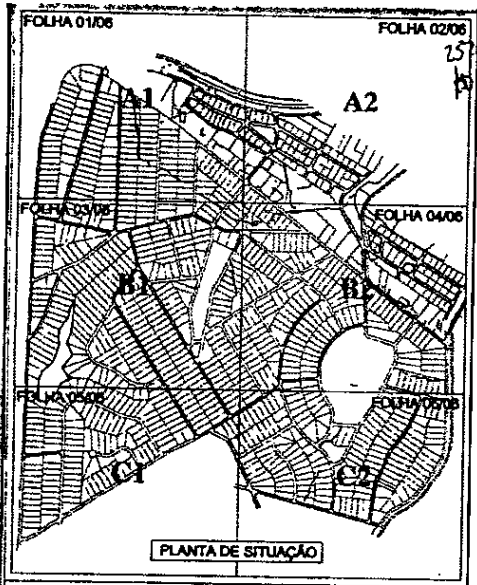 FOLHA 01/06
FOLHA 02/06
257
A1
A2
FOLHA 03/06
FOLHA 04/06
B1
B2
FOLHA 05/06
FOLHA 06/06
C1
C2
PLANTA DE SITUAÇÃO